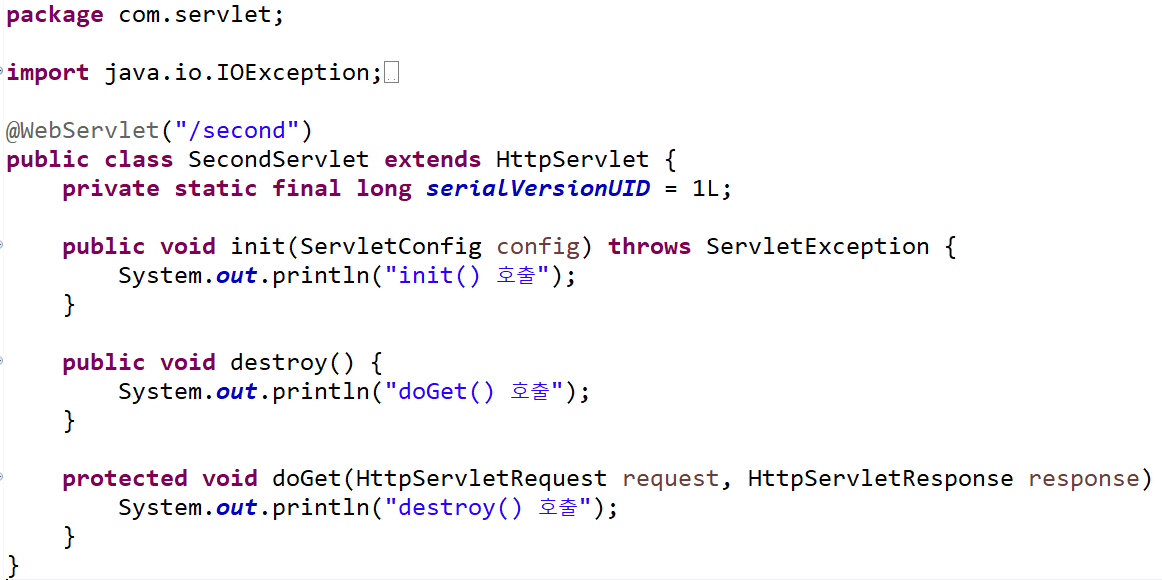 package com.servlet;
import java.io.IOException;
@WebServlet("/second")
public class SecondServlet extends HttpServlet {
private static final long serialVersionUID = 1L;
public void init(ServletConfig config) throws ServletException {
System.out.println("init() 호출");
}
public void destroy() {
System.out.println("doGet() 호출");
}
protected void doGet(HttpServletRequest request, HttpServletResponse response)
System.out.println("destroy() 호출");
}
}